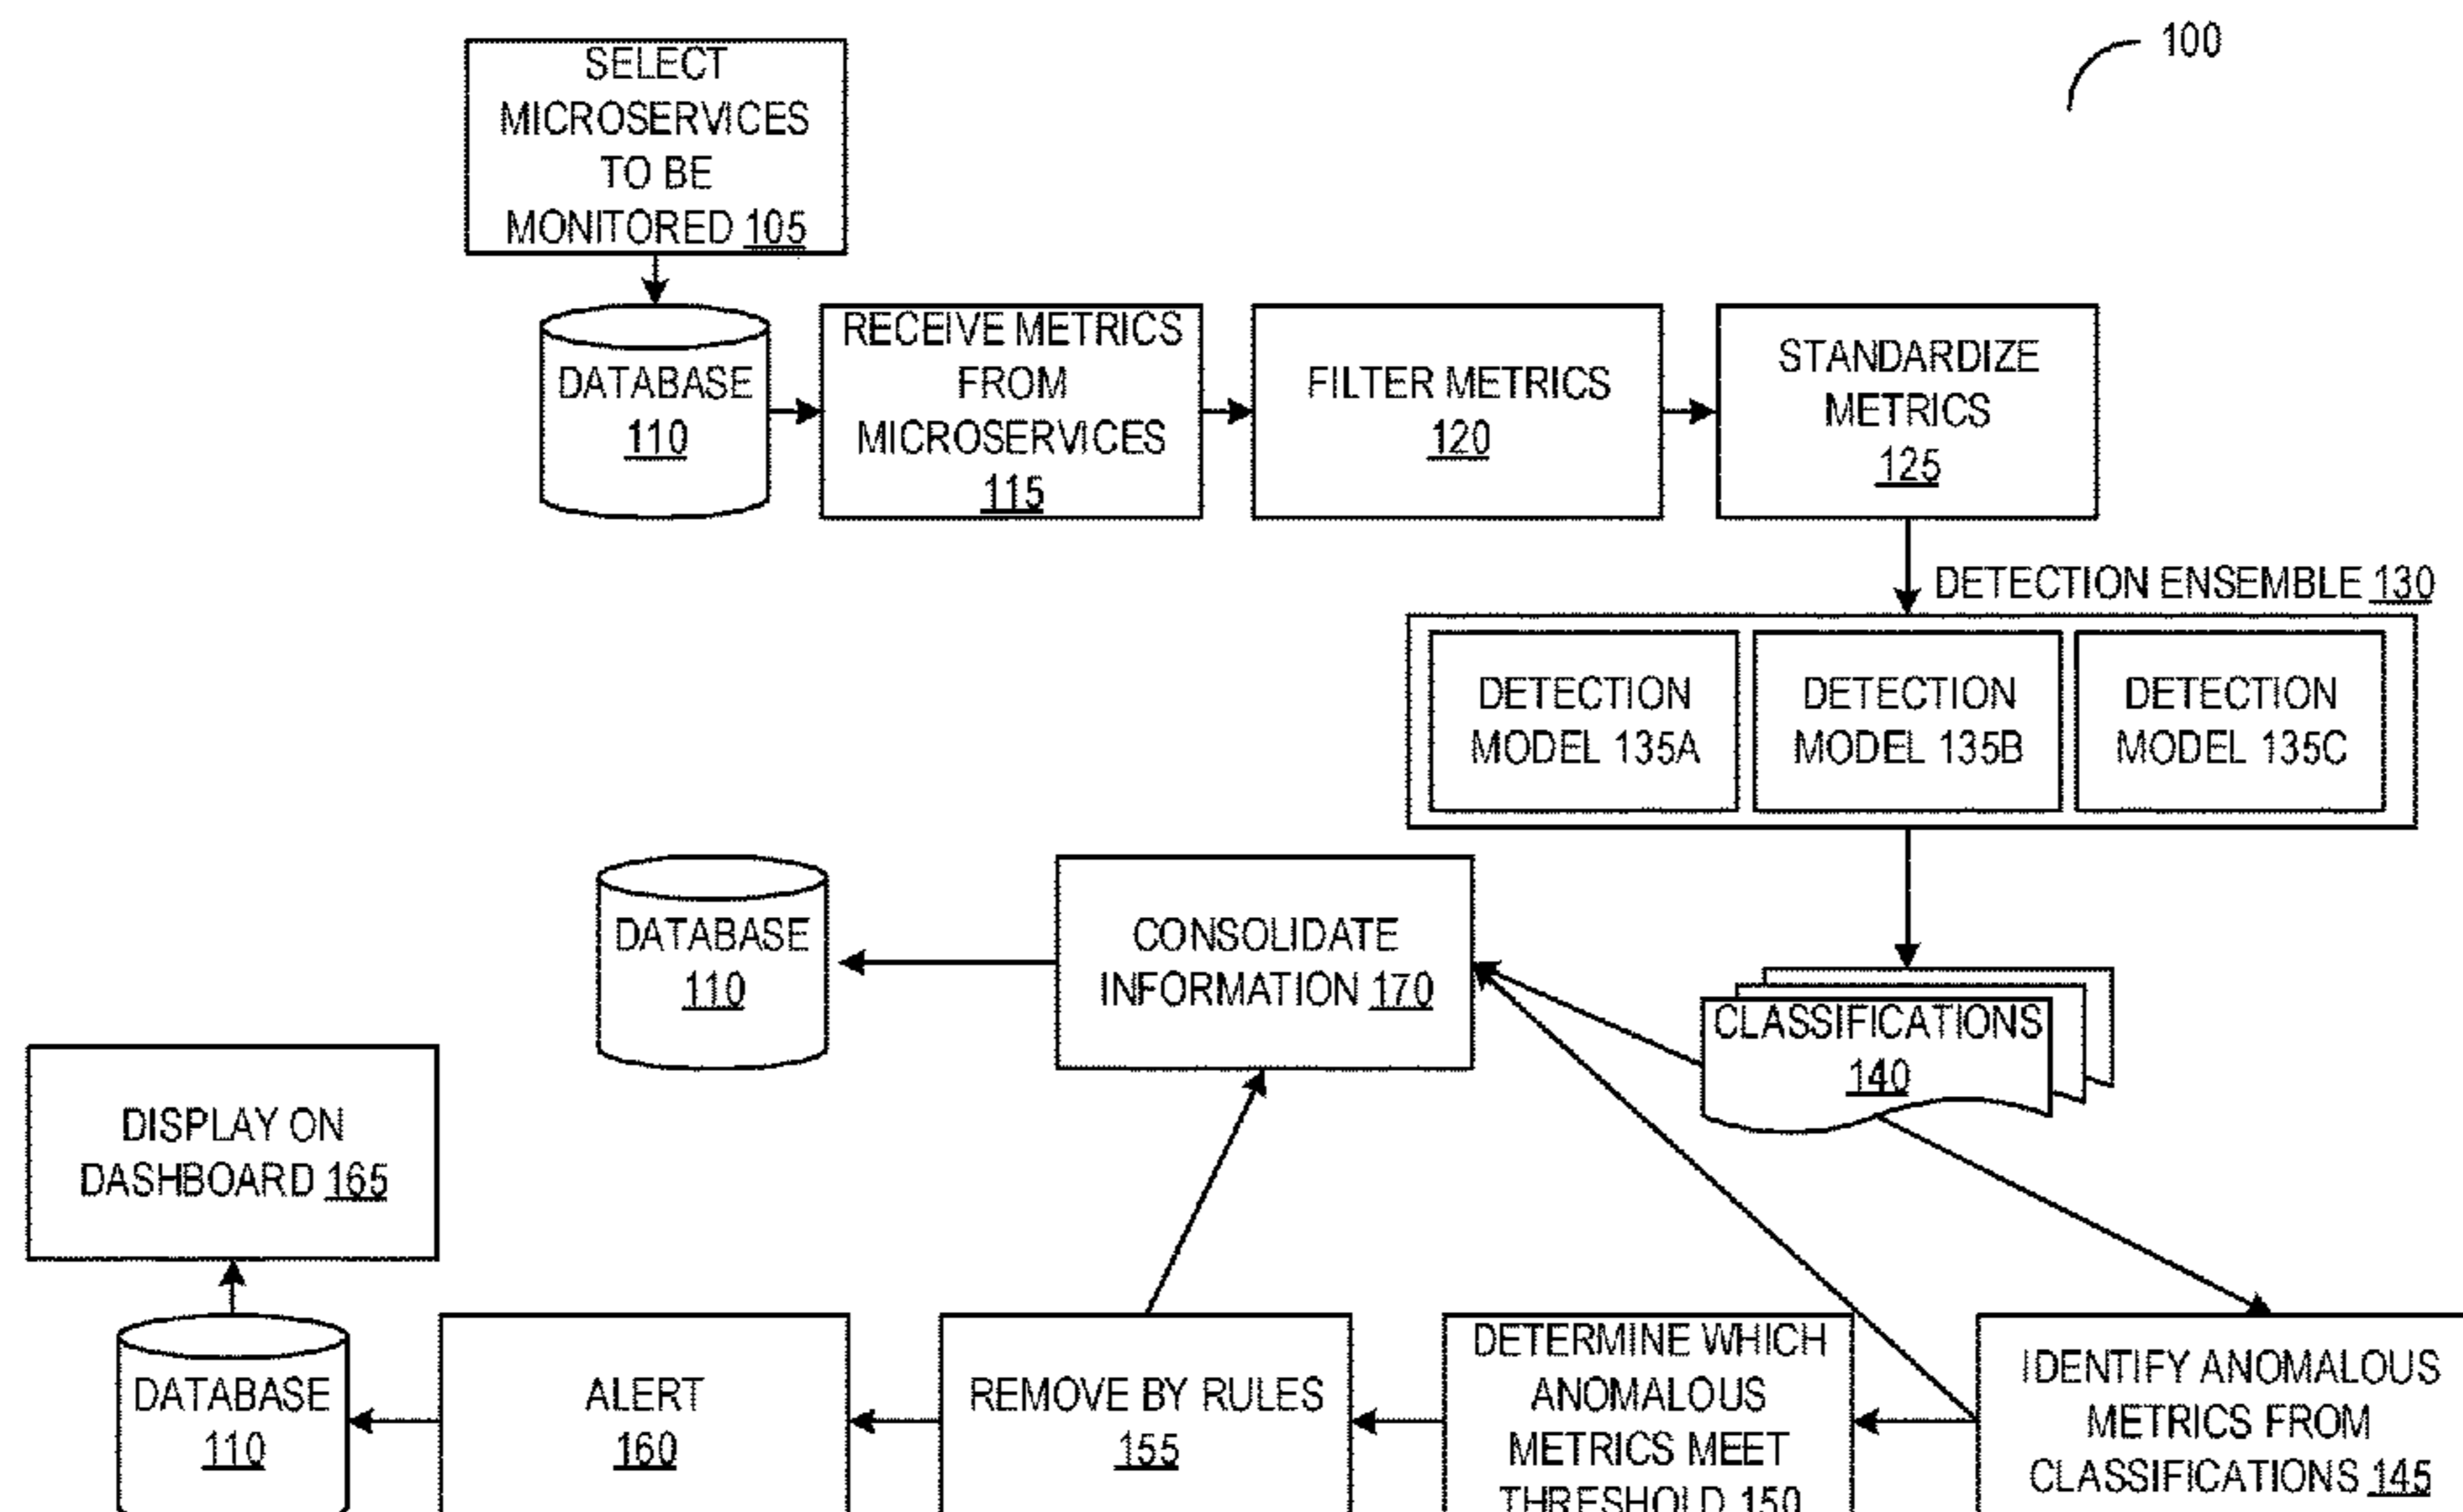 100
SELECT
MICROSERVICES
TO BE
MONITORED 105
DATABASE
110
RECEIVE METRICS
FROM
MICROSERVICES
115
FILTER METRICS
120
STANDARDIZE
METRICS
125
DETECTION ENSEMBLE 130
DETECTION
MODEL 135A
DETECTION
MODEL 135B
DETECTION
MODEL 135C
DATABASE
110
CONSOLIDATE
INFORMATION 170
CLASSIFICATIONS
140
DISPLAY ON
DASHBOARD 165
DATABASE
110
ALERT
160
REMOVE BY RULES
155
DETERMINE WHICH
ANOMALOUS
METRICS MEET
THRESHOLD 150
IDENTIFY ANOMALOUS
METRICS FROM
CLASSIFICATIONS 145